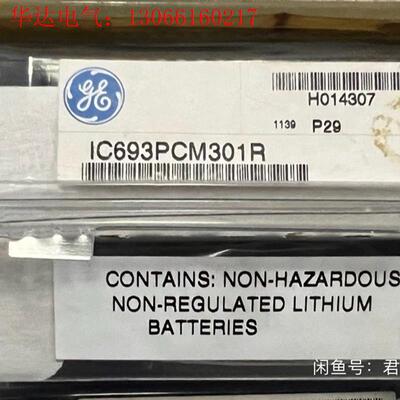 华达电气：13066160217
GE
H014307
1139 P29
IC693PCM301R
CONTAINS: NON-HAZARDOUS
NON-REGULATED LITHIUM
BATTERIES
闲鱼号：君